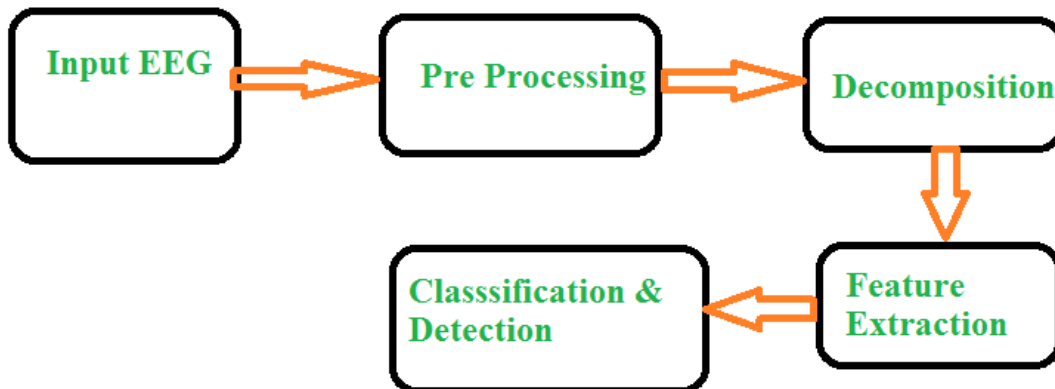 Input EEG
Pre Processing
Decomposition
Feature
Extraction
Classsification &
Detection